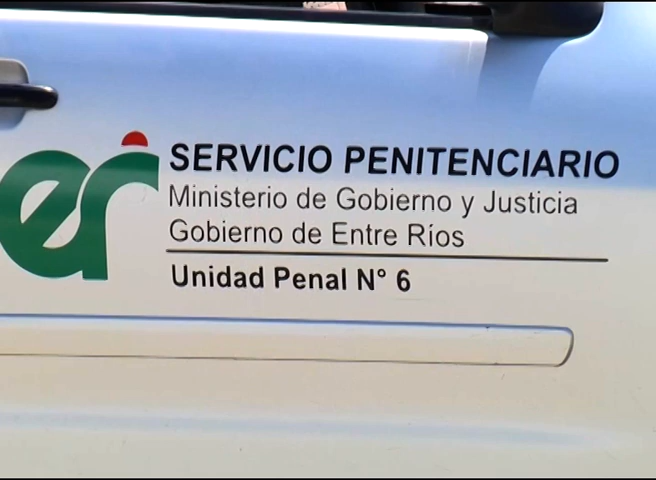 er
SERVICIO PENITENCIARIO
Ministerio de Gobierno y Justicia
Gobierno de Entre Ríos
Unidad Penal N° 6